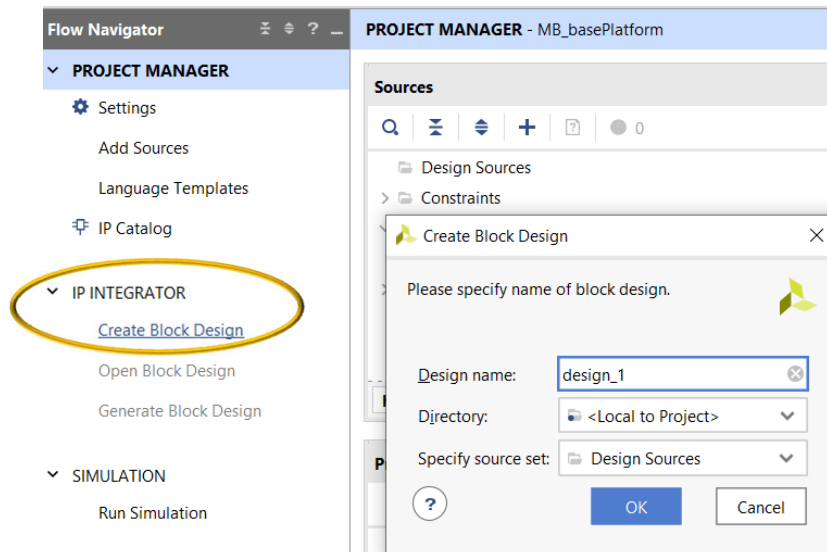 Flow Navigator ? _
PROJECT MANAGER - MB_basePlatform
PROJECT MANAGER
Settings
Add Sources
Language Templates
IP Catalog
IP INTEGRATOR
Create Block Design
Open Block Design
Generate Block Design
SIMULATION
Run Simulation
Sources
? 0
Design Sources
Constraints
Create Block Design
Please specify name of block design.
Design name: design_1
Directory: <Local to Project>
Specify source set: Design Sources
? OK Cancel